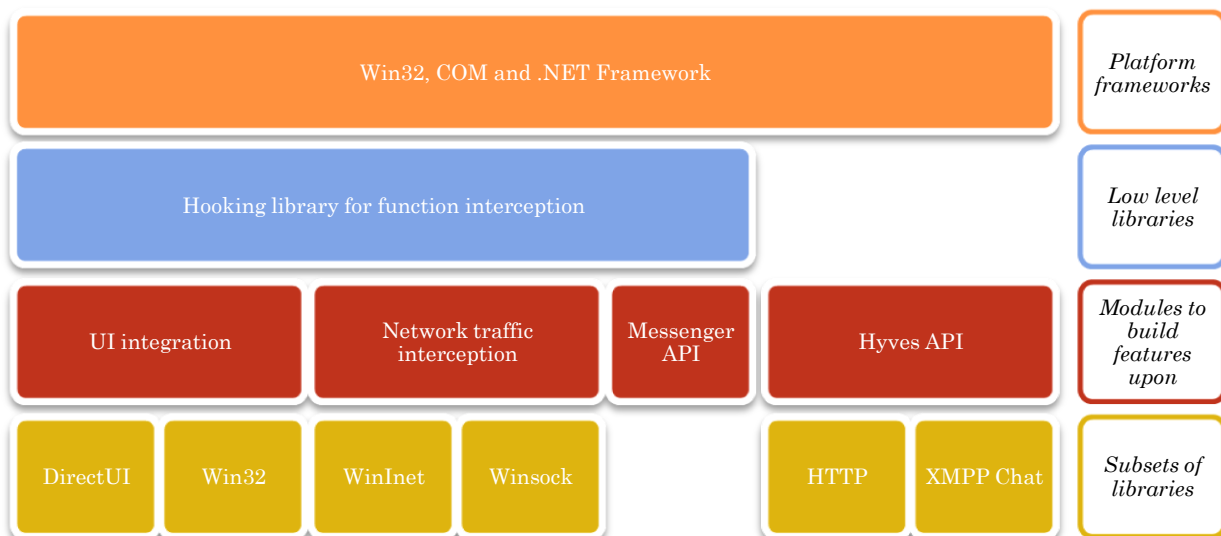 Win32, COM and .NET Framework
Platform
frameworks
Hooking library for function interception
Low level
libraries
UI integration
Network traffic
interception
Messenger
API
Hyves API
Modules to
build
features
upon
DirectUI
Win32
WinInet
Winsock
HTTP
XMPP Chat
Subsets of
libraries